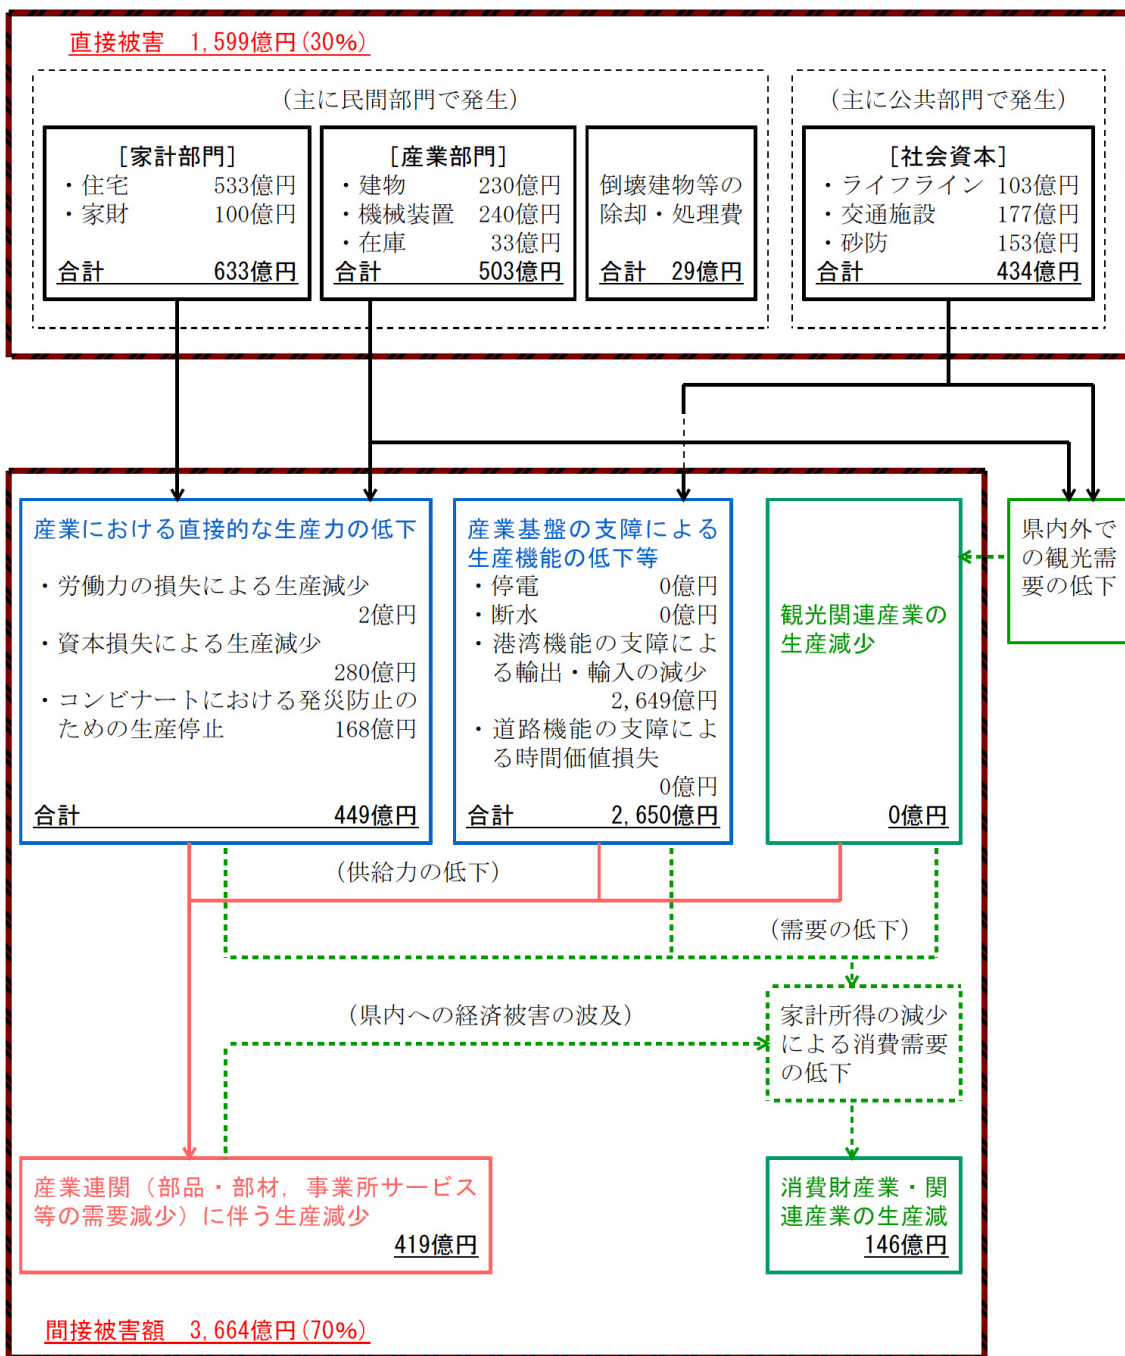 直接被害　1,599億円(30%)
(主に民間部門で発生)
[家計部門]
・住宅　533億円
・家財　100億円
合計　633億円
[産業部門]
・建物　230億円
・機械装置　240億円
・在庫　33億円
合計　503億円
倒壊建物等の
除却・処理費
合計　29億円
(主に公共部門で発生)
[社会資本]
・ライフライン　103億円
・交通施設　177億円
・砂防　153億円
合計　434億円
産業における直接的な生産力の低下
・労働力の損失による生産減少
2億円
・資本損失による生産減少
280億円
・コンビナートにおける発災防止の
ための生産停止　168億円
合計　449億円
産業基盤の支障による
生産機能の低下等
・停電　0億円
・断水　0億円
・港湾機能の支障によ
る輸出・輸入の減少
2,649億円
・道路機能の支障によ
る時間価値損失
0億円
合計　2,650億円
観光関連産業の
生産減少
0億円
県内外で
の観光需
要の低下
(供給力の低下)
(需要の低下)
(県内への経済被害の波及)
家計所得の減少
による消費需要
の低下
産業連関（部品・部材，事業所サービス
等の需要減少）に伴う生産減少
419億円
消費財産業・関
連産業の生産減
146億円
間接被害額　3,664億円(70%)